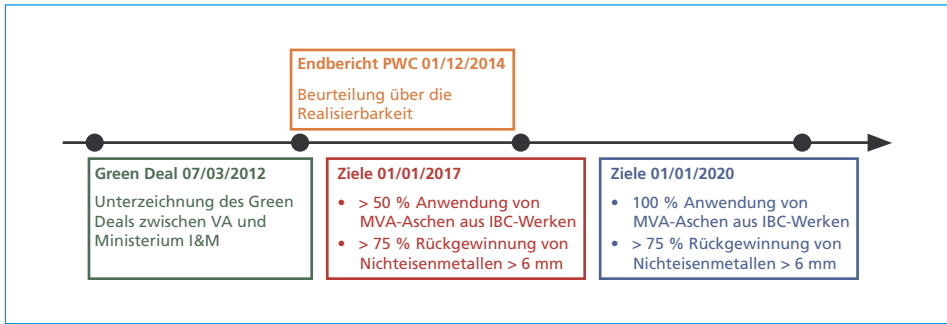 Endbericht PWC 01/12/2014
Beurteilung über die
Realisierbarkeit
Green Deal 07/03/2012
Unterzeichnung des Green
Deals zwischen VA und
Ministerium I&M
Ziele 01/01/2017
• > 50 % Anwendung von
MVA-Aschen aus IBC-Werken
• > 75 % Rückgewinnung von
Nichteisenmetallen > 6 mm
Ziele 01/01/2020
• 100 % Anwendung von
MVA-Aschen aus IBC-Werken
• > 75 % Rückgewinnung von
Nichteisenmetallen > 6 mm